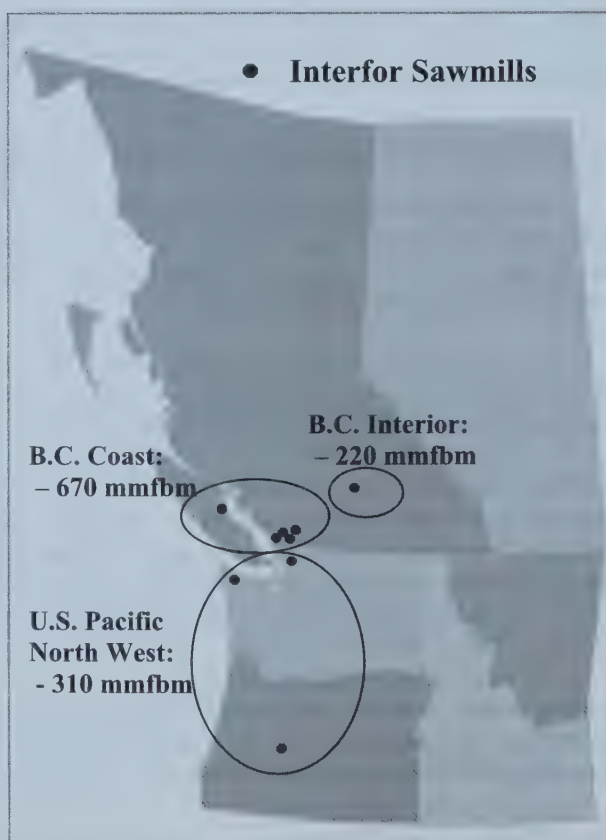 • Interfor Sawmills
B.C. Interior:
– 220 mmfbm
B.C. Coast:
– 670 mmfbm
U.S. Pacific
North West:
- 310 mmfbm